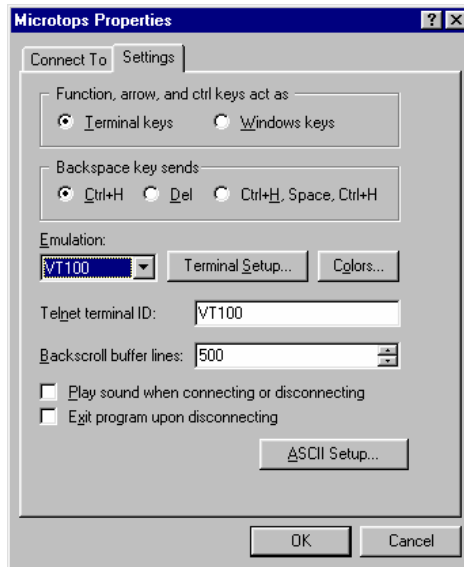 Microtops Properties ? x
Connect To Settings
Function, arrow, and ctrl keys act as
Terminal keys Windows keys
Backspace key sends
Ctrl+H Del Ctrl+H, Space, Ctrl+H
Emulation:
VT100 Terminal Setup... Colors...
Telnet terminal ID: VT100
Backscroll buffer lines: 500
Play sound when connecting or disconnecting
Exit program upon disconnecting
ASCII Setup...
OK Cancel